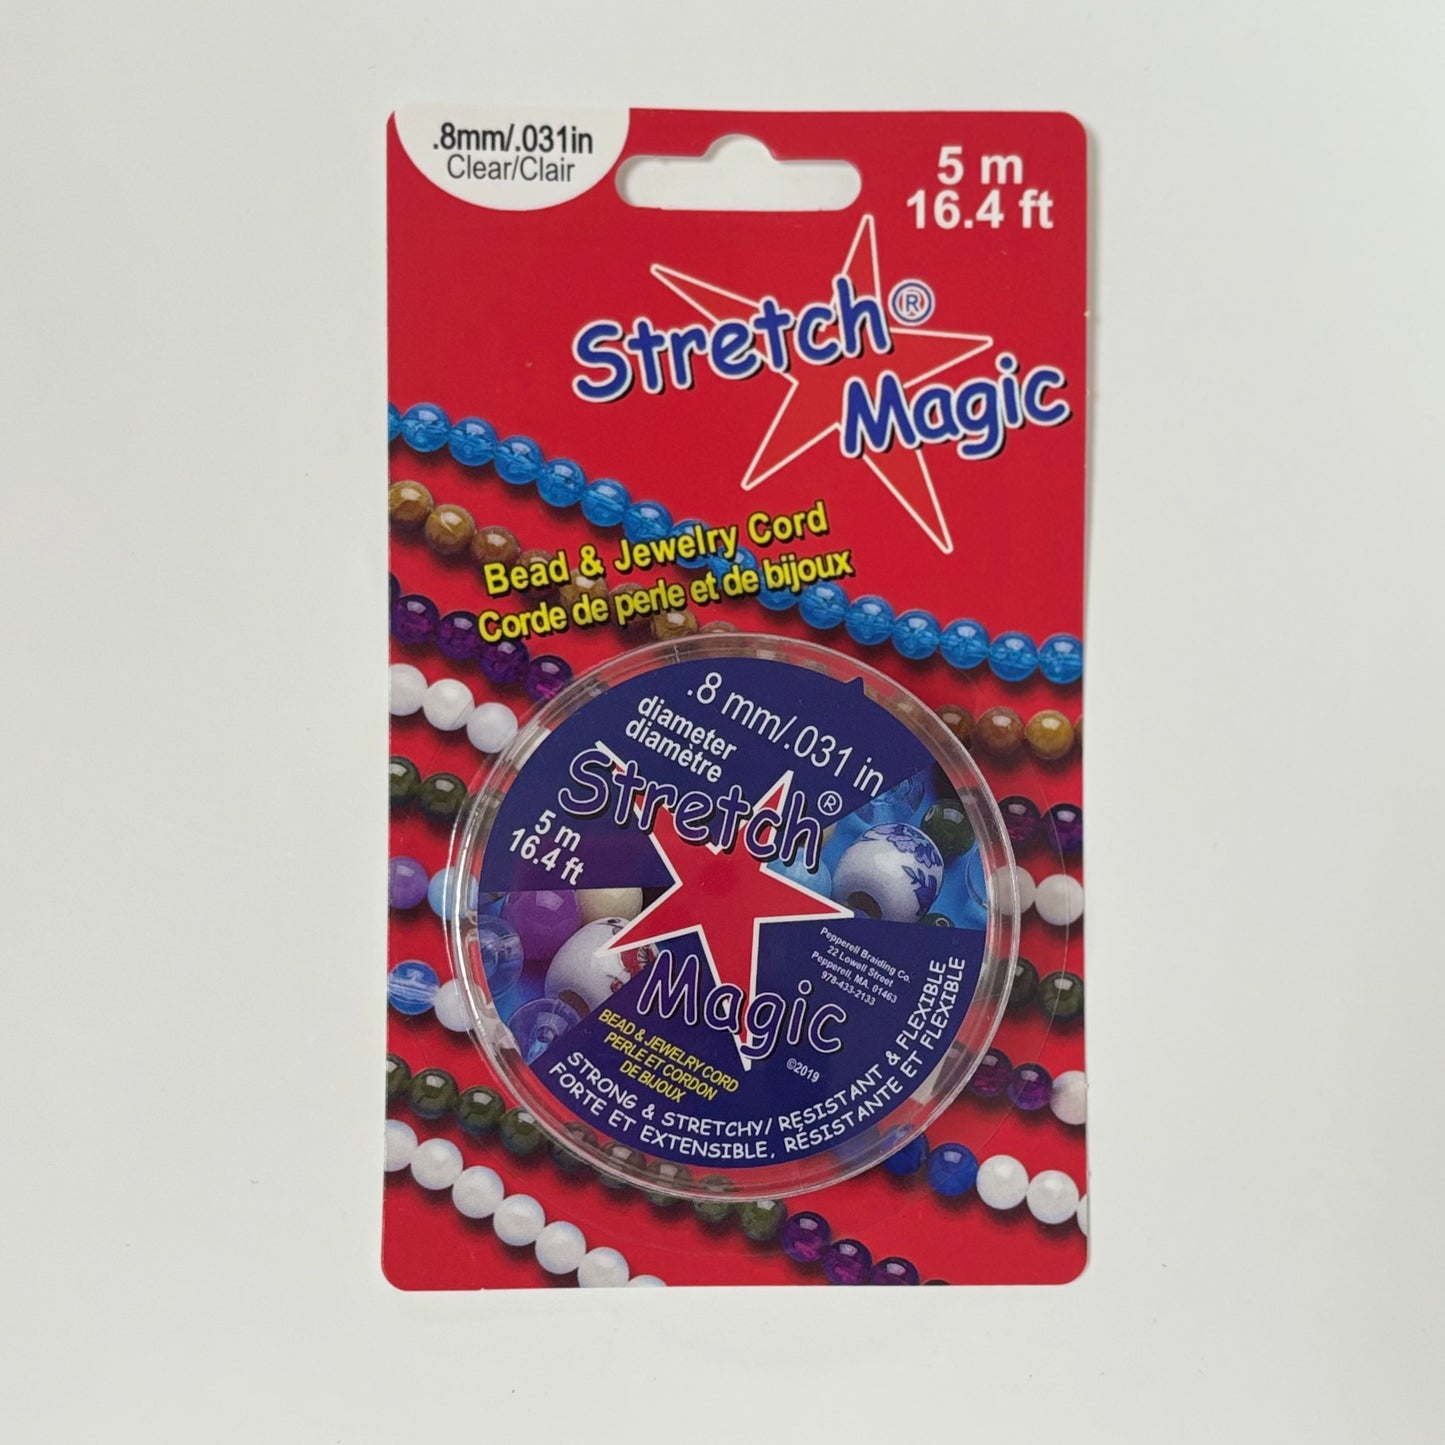 .8mm/.031in
Clear/Clair
5 m
16.4 ft
Stretch®
Magic
Bead & Jewelry Cord
Corde de perle et de bijoux
.8 mm/.031 in
diameter
diamètre
Stretch®
5 m
16.4 ft
Magic
Pepperell Braiding Co.
22 Lowell Street
Pepperell, MA. 01463
978-433-2133
©2019
BEAD & JEWELRY CORD
PERLE ET CORDON
DE BIJOUX
STRONG & STRETCHY/ RESISTANT & FLEXIBLE
FORTE ET EXTENSIBLE, RÉSISTANTE ET FLEXIBLE